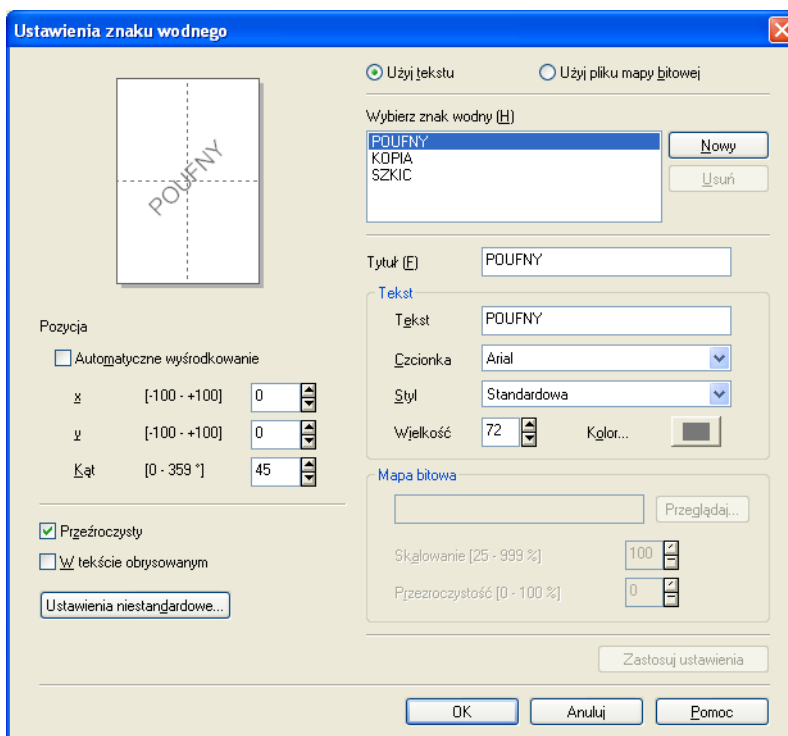 Ustawienia znaku wodnego
Użyj tekstu
Użyj pliku mapy bitowej
POUFNY
Wybierz znak wodny (H)
POUFNY
KOPIA
SZKIC
Nowy
Usuń
Tytuł (F)
POUFNY
Tekst
Tekst
POUFNY
Czcionka
Arial
Styl
Standardowa
Wielkość
72
Kolor...
Pozycja
Automatyczne wyśrodkowanie
x [-100 - +100] 0
y [-100 - +100] 0
Kąt [0 - 359 °] 45
Przeźroczysty
W tekście obrysowanym
Ustawienia niestandardowe...
Mapa bitowa
Przeglądaj...
Skalowanie [25 - 999 %] 100
Przezroczystość [0 - 100 %] 0
Zastosuj ustawienia
OK
Anuluj
Pomoc